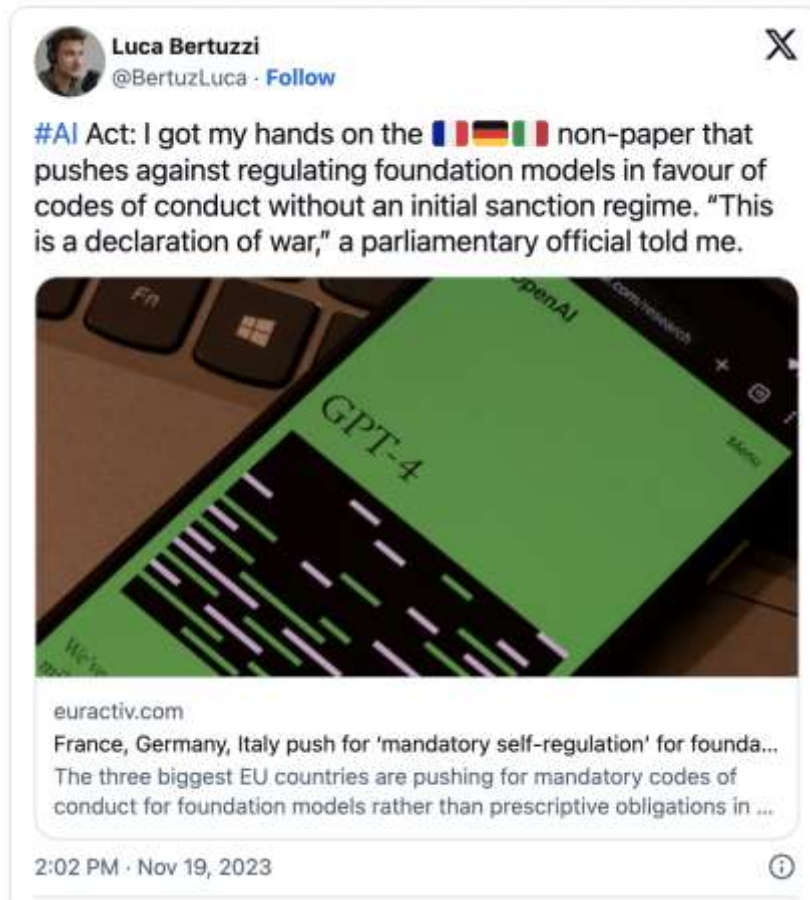 Luca Bertuzzi
@BertuzLuca · Follow
#AI Act: I got my hands on the 🇫🇷🇩🇪🇮🇹 non-paper that
pushes against regulating foundation models in favour of
codes of conduct without an initial sanction regime. “This
is a declaration of war,” a parliamentary official told me.
Fn
OpenAI
.com/research
GPT-4
Menu
We've
euractiv.com
France, Germany, Italy push for ‘mandatory self-regulation’ for founda...
The three biggest EU countries are pushing for mandatory codes of
conduct for foundation models rather than prescriptive obligations in ...
2:02 PM · Nov 19, 2023